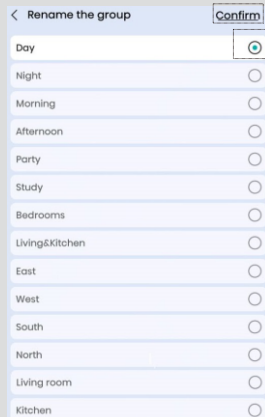 Rename the group Confirm
Day
Night
Morning
Afternoon
Party
Study
Bedrooms
Living&Kitchen
East
West
South
North
Living room
Kitchen